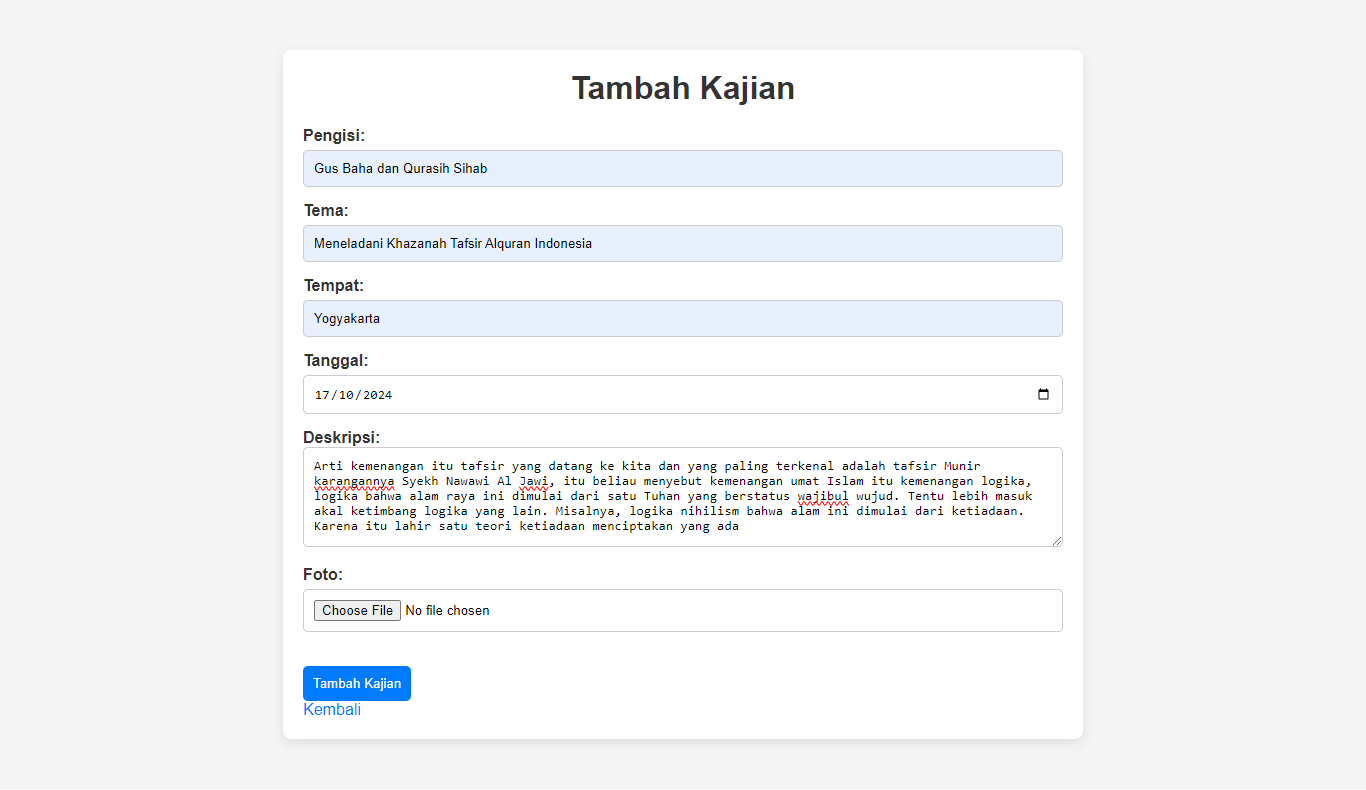 Tambah Kajian
Pengisi:
Gus Baha dan Qurasih Sihab
Tema:
Meneladani Khazanah Tafsir Alquran Indonesia
Tempat:
Yogyakarta
Tanggal:
17/10/2024
Deskripsi:
Arti kemenangan itu tafsir yang datang ke kita dan yang paling terkenal adalah tafsir Munir
karangannya Syekh Nawawi Al Jawi, itu beliau menyebut kemenangan umat Islam itu kemenangan logika,
logika bahwa alam raya ini dimulai dari satu Tuhan yang berstatus wajibul wujud. Tentu lebih masuk
akal ketimbang logika yang lain. Misalnya, logika nihilism bahwa alam ini dimulai dari ketiadaan.
Karena itu lahir satu teori ketiadaan menciptakan yang ada
Foto:
Choose File No file chosen
Tambah Kajian
Kembali